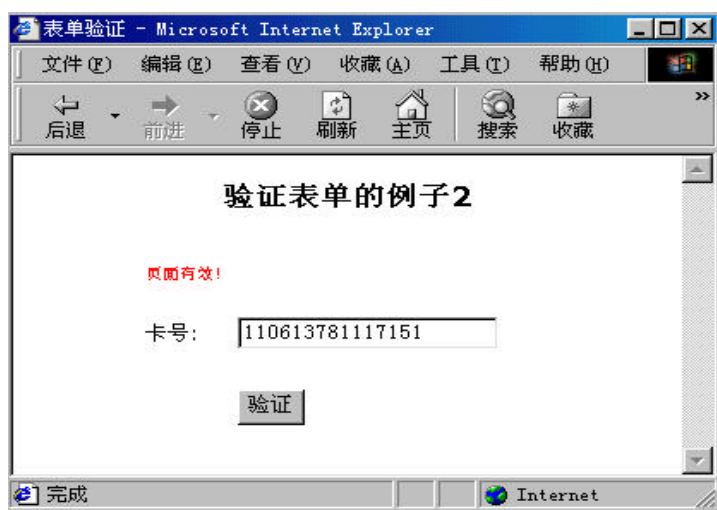 表单验证 - Microsoft Internet Explorer
文件(F) 编辑(E) 查看(V) 收藏(A) 工具(T) 帮助(H)
后退 前进 停止 刷新 主页 搜索 收藏 »
验证表单的例子2
页面有效!
卡号: 110613781117151
验证
完成 Internet